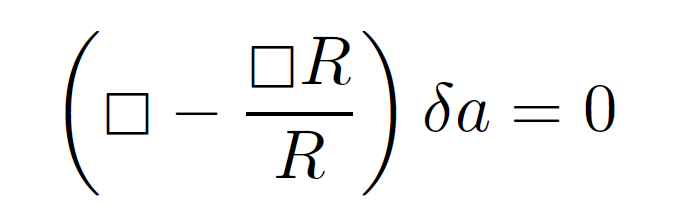 (□ − □R/R) δa = 0